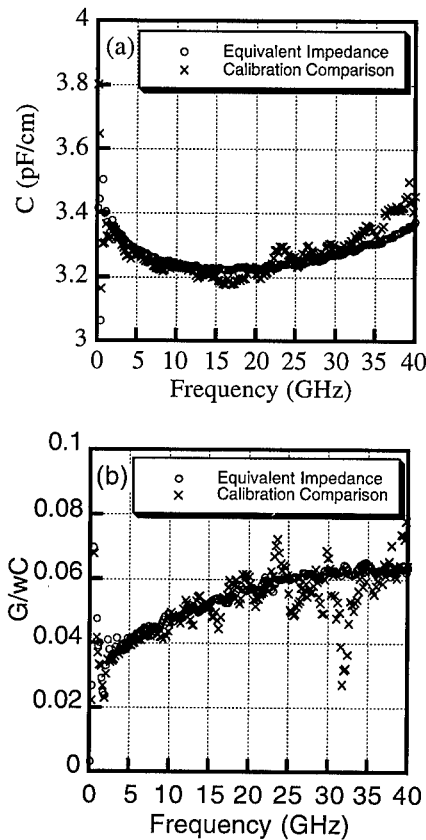 (a)
Equivalent Impedance
Calibration Comparison
C (pF/cm)
4
3.8
3.6
3.4
3.2
3
0 5 10 15 20 25 30 35 40
Frequency (GHz)
(b)
Equivalent Impedance
Calibration Comparison
G/wC
0.1
0.08
0.06
0.04
0.02
0
0 5 10 15 20 25 30 35 40
Frequency (GHz)